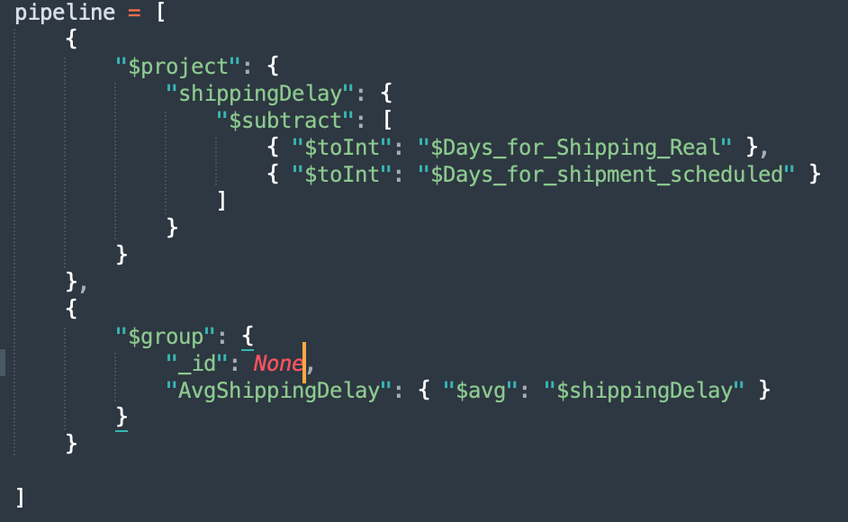 pipeline = [
    {
        "$project": {
            "shippingDelay": {
                "$subtract": [
                    { "$toInt": "$Days_for_Shipping_Real" },
                    { "$toInt": "$Days_for_shipment_scheduled" }
                ]
            }
        }
    },
    {
        "$group": {
            "_id": None,
            "AvgShippingDelay": { "$avg": "$shippingDelay" }
        }
    }
]